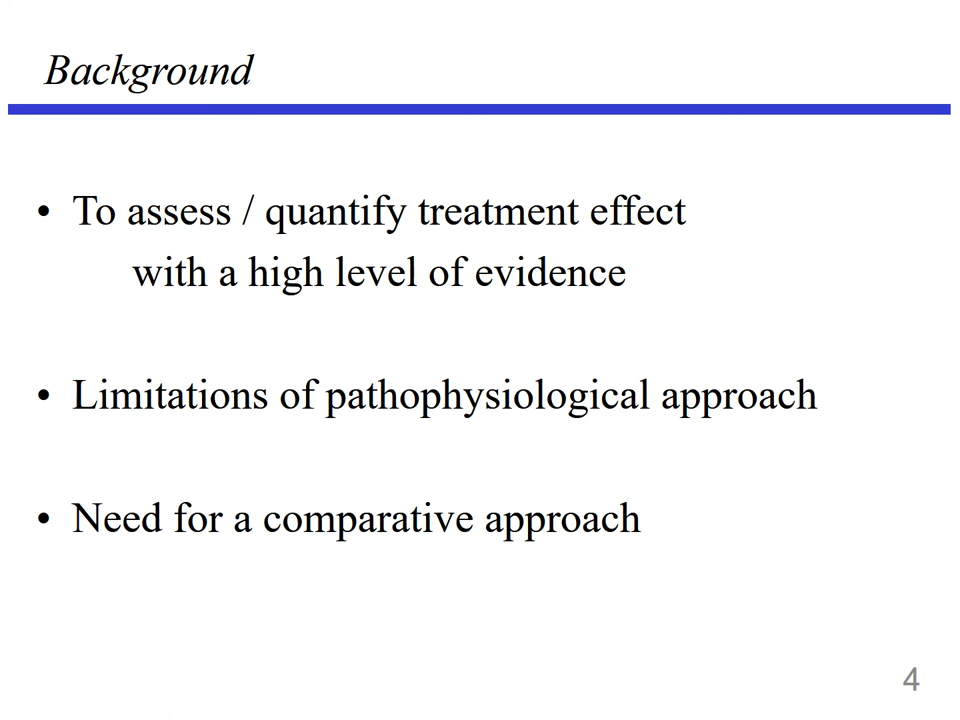 Background
• To assess / quantify treatment effect
with a high level of evidence
• Limitations of pathophysiological approach
• Need for a comparative approach
4